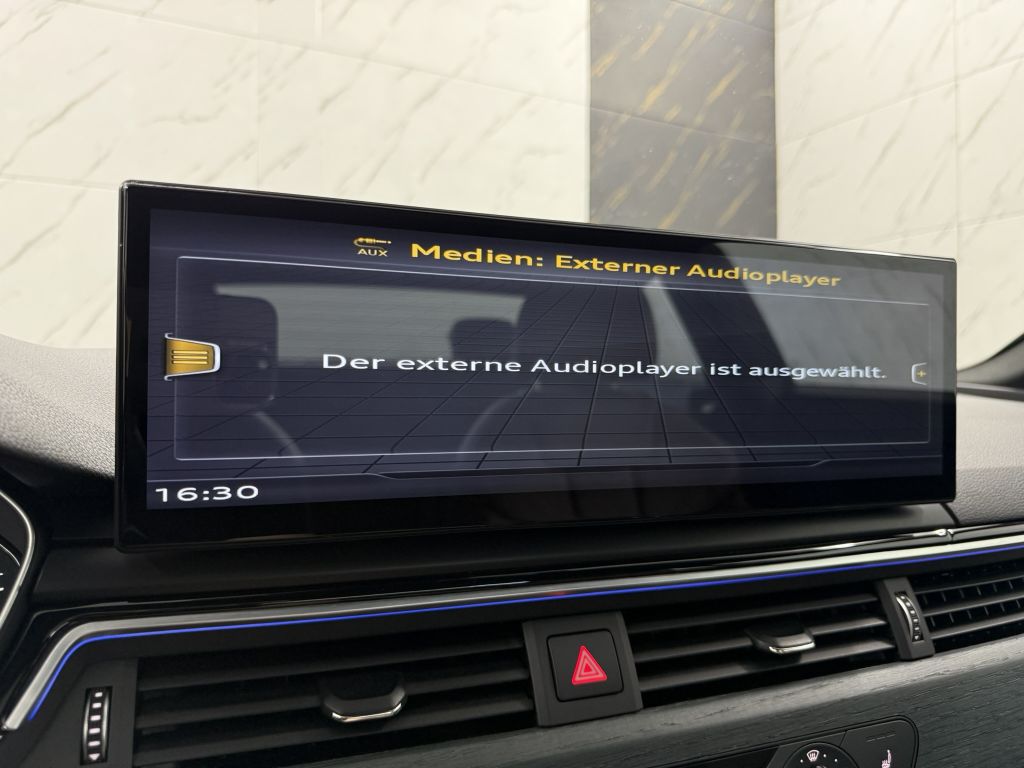 AUX
Medien: Externer Audioplayer
Der externe Audioplayer ist ausgewählt.
16:30